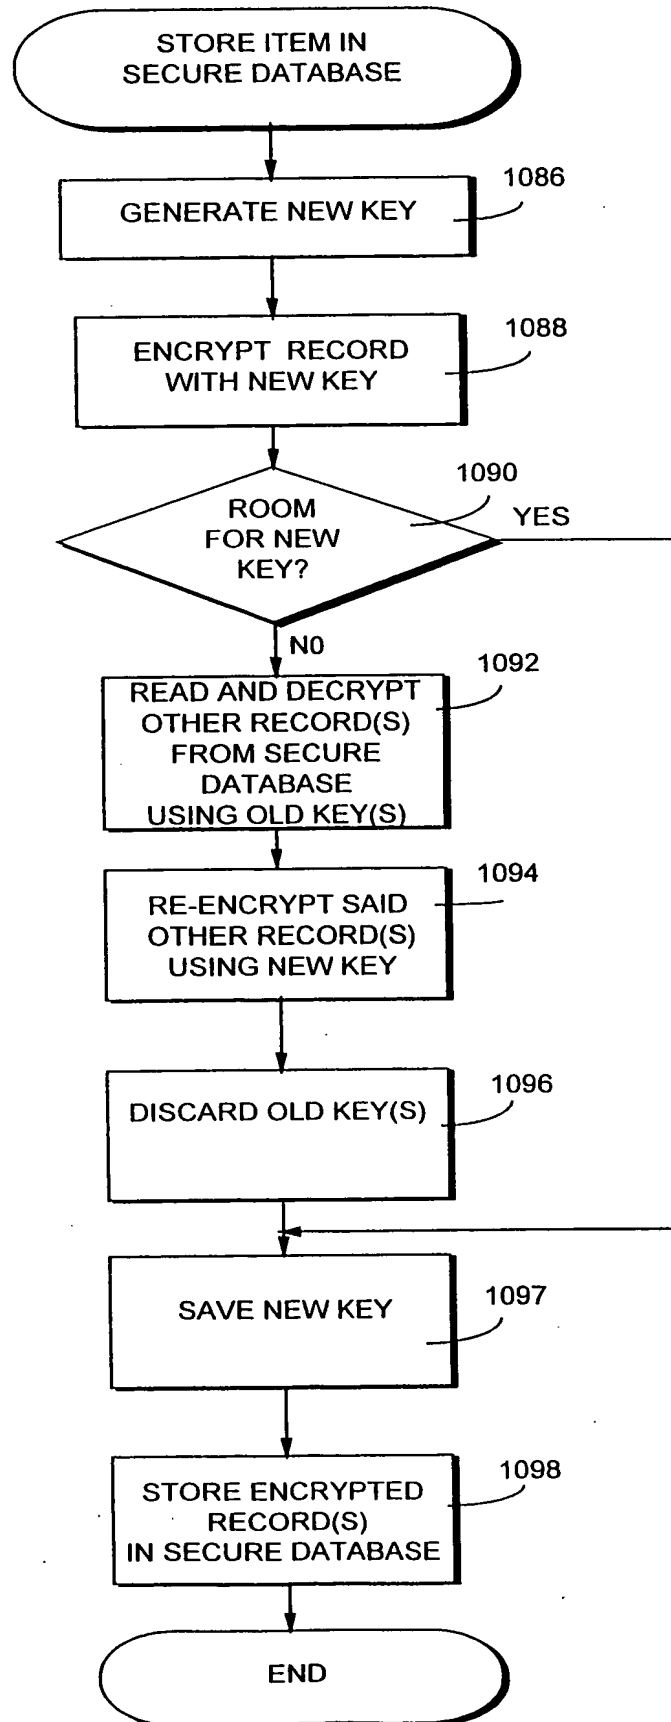 STORE ITEM IN
SECURE DATABASE
1086
GENERATE NEW KEY
1088
ENCRYPT RECORD
WITH NEW KEY
1090
ROOM
FOR NEW
KEY?
YES
N0
1092
READ AND DECRYPT
OTHER RECORD(S)
FROM SECURE
DATABASE
USING OLD KEY(S)
1094
RE-ENCRYPT SAID
OTHER RECORD(S)
USING NEW KEY
1096
DISCARD OLD KEY(S)
1097
SAVE NEW KEY
1098
STORE ENCRYPTED
RECORD(S)
IN SECURE DATABASE
END